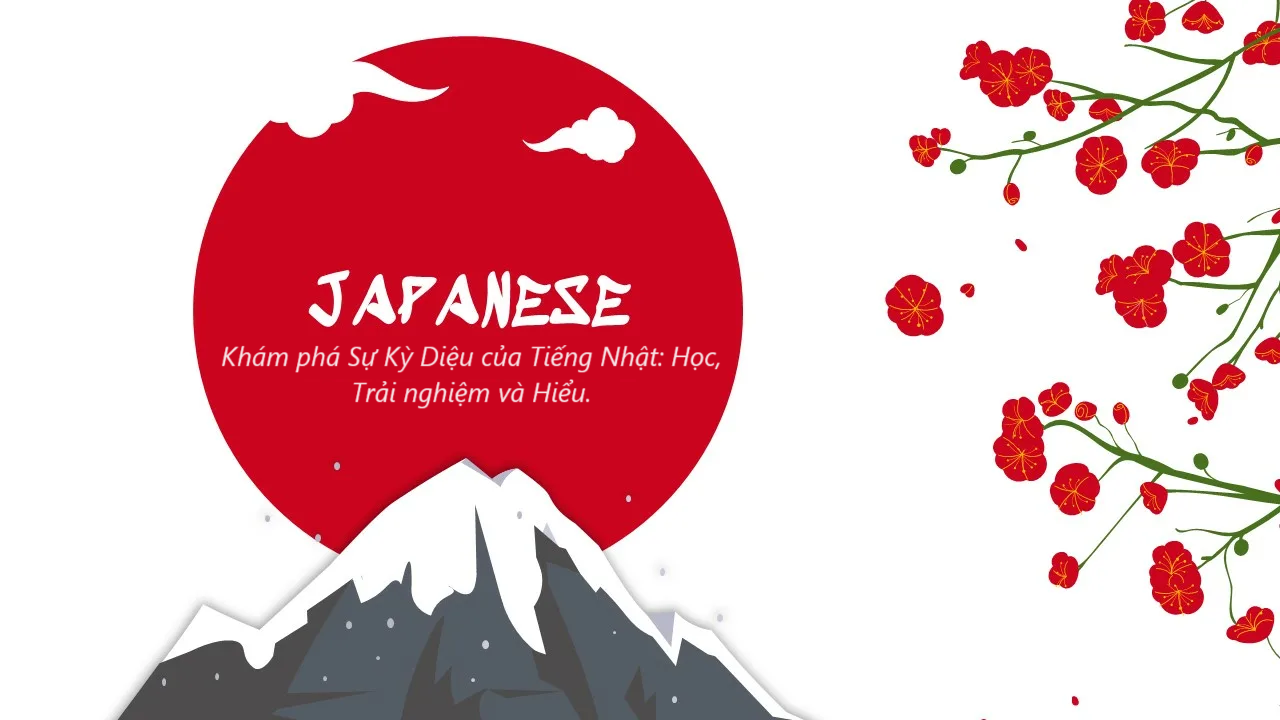 JAPANESE
Khám phá Sự Kỳ Diệu của Tiếng Nhật: Học,
Trải nghiệm và Hiểu.